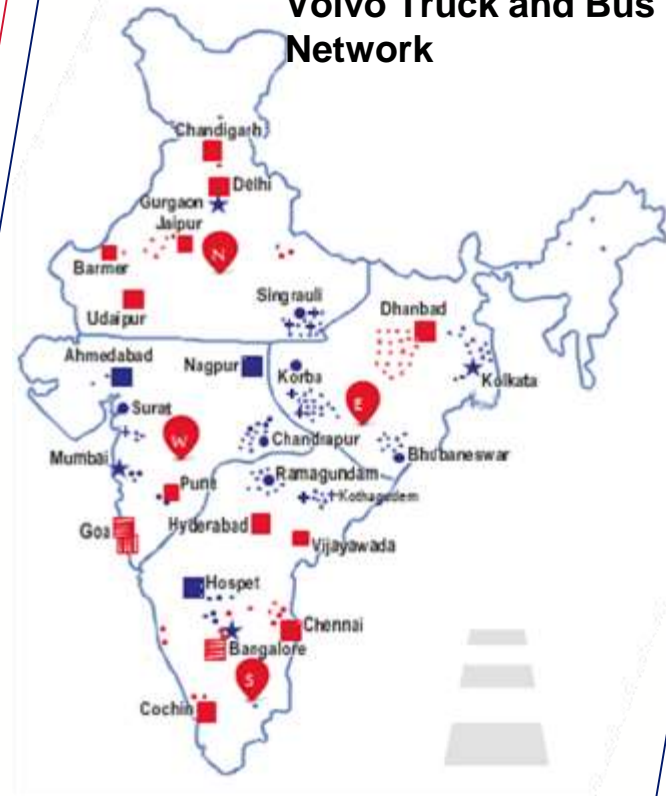 Volvo Truck and Bus
Network
Chandigarh
Delhi
Gurgaon
Jaipur
N
Barmer
Udaipur
Singrauli
Dhanbad
Ahmedabad
Nagpur
Korba
Kolkata
E
Surat
W
Chandrapur
Bhubaneswar
Mumbai
Pune
Ramagundam
Kothagudem
Goa
Hyderabad
Vijayawada
Hospet
Chennai
Bangalore
S
Cochin